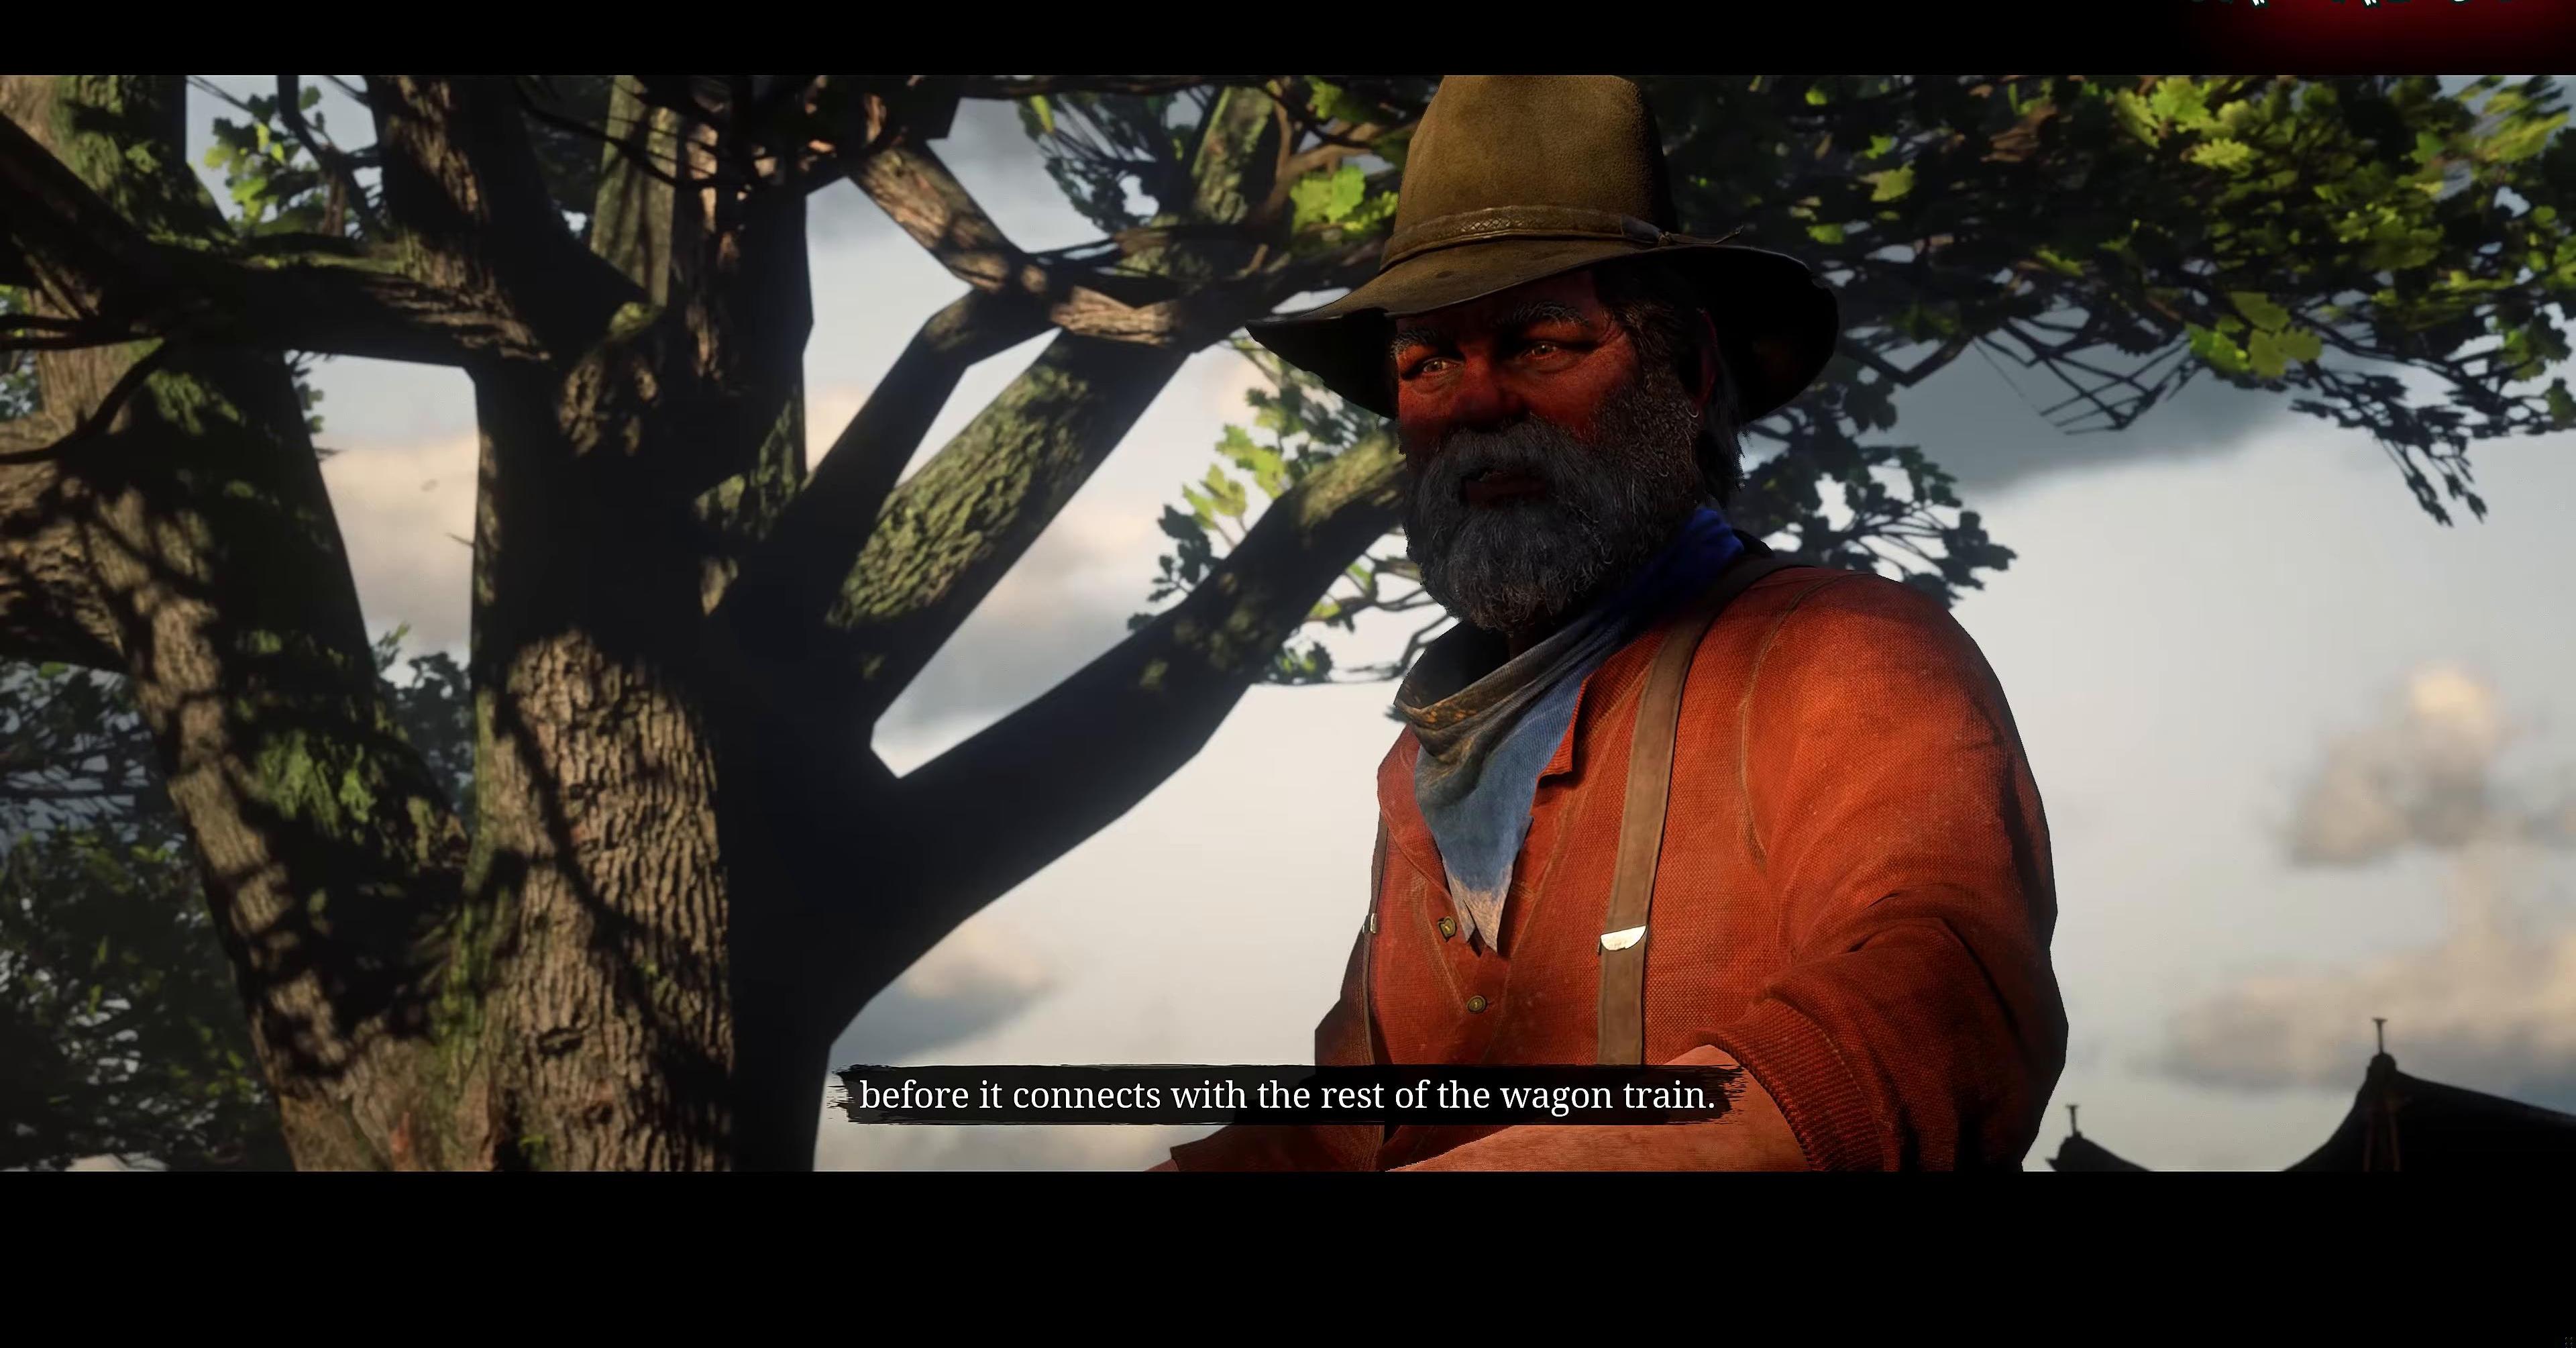 before it connects with the rest of the wagon train.